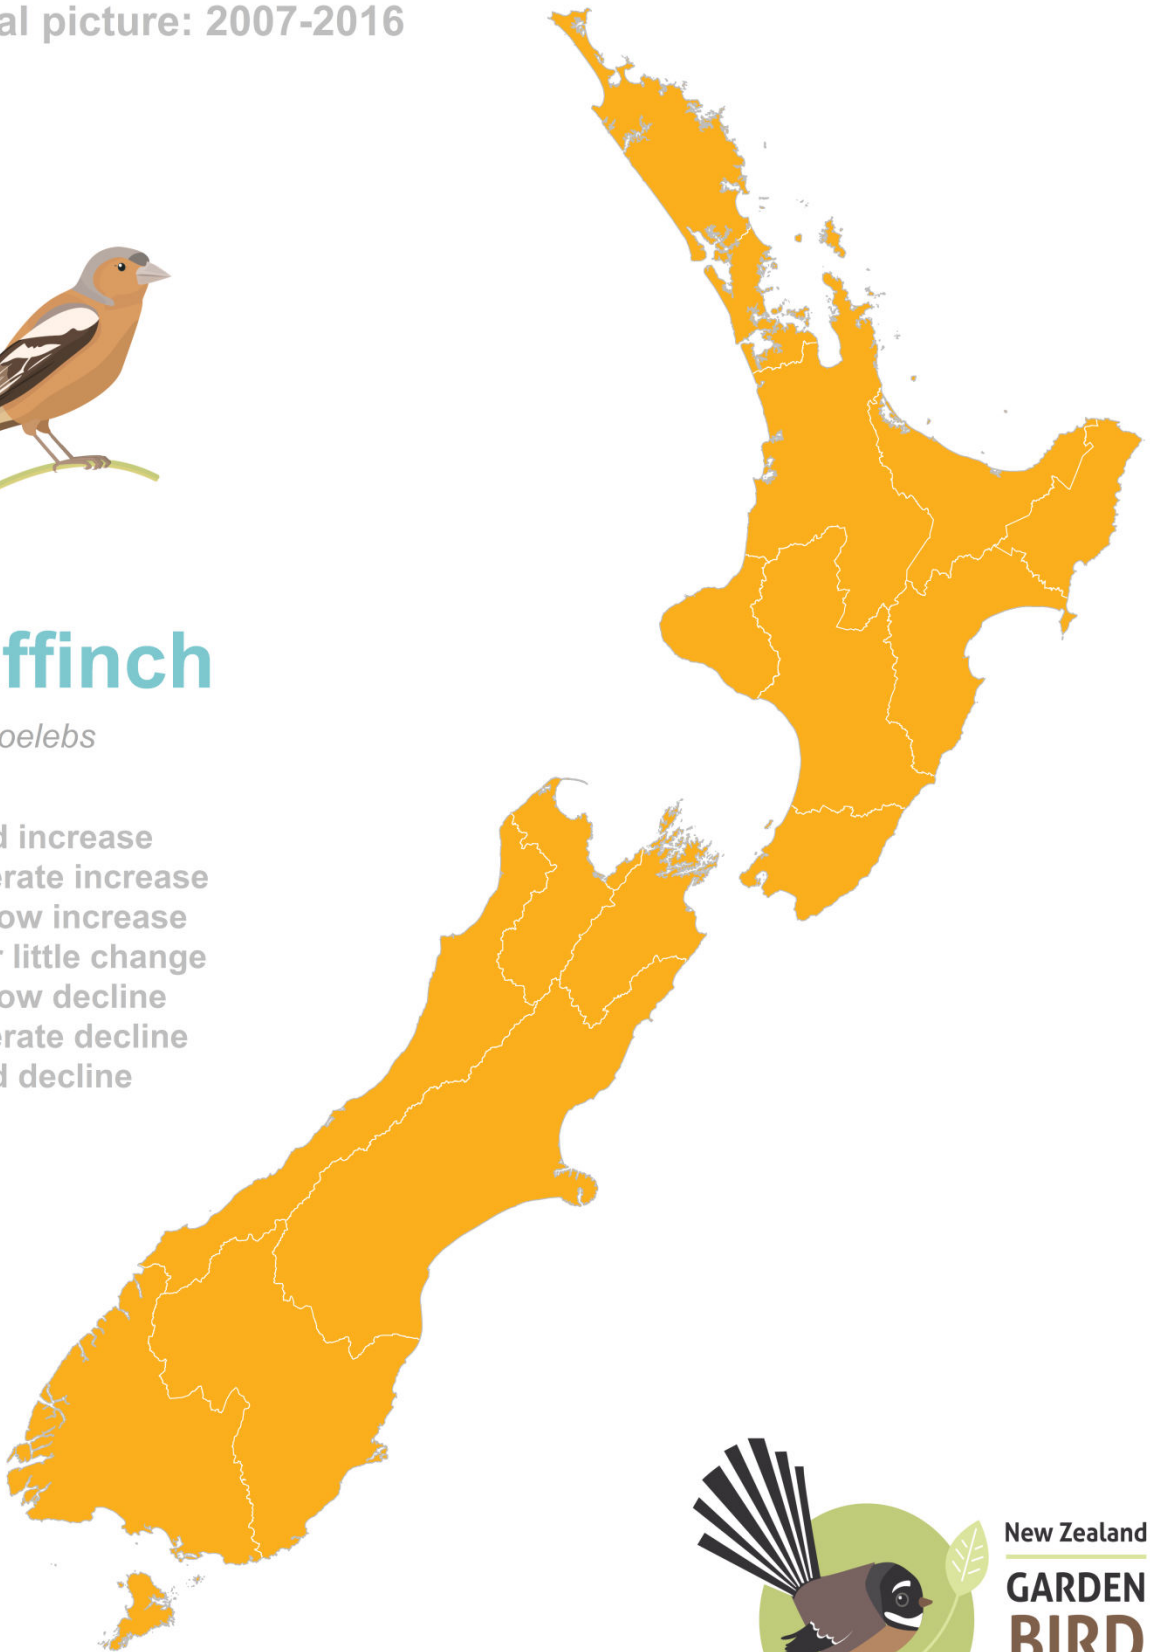 al picture: 2007-2016
ffinch
oelebs
d increase
erate increase
ow increase
r little change
ow decline
erate decline
d decline
New Zealand
GARDEN
BIRD